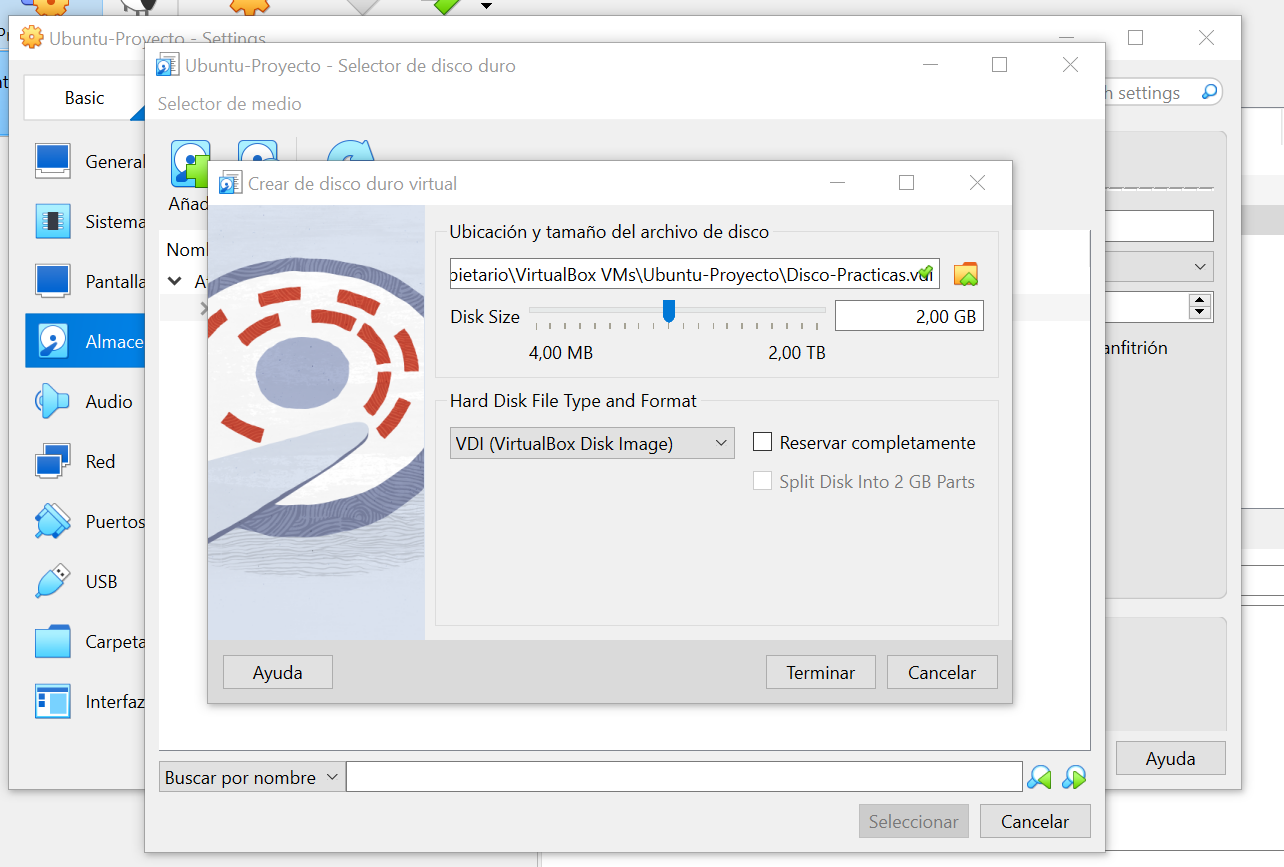 Ubuntu-Proyecto - Settings
Ubuntu-Proyecto - Selector de disco duro
Basic
Selector de medio
h settings
General
Sistema
Pantalla
Almace
Audio
Red
Puertos
USB
Carpeta
Interfaz
Añad
Nom
A
Crear de disco duro virtual
Ubicación y tamaño del archivo de disco
pietario\VirtualBox VMs\Ubuntu-Proyecto\Disco-Practicas.vdi
Disk Size
2,00 GB
4,00 MB
2,00 TB
Hard Disk File Type and Format
VDI (VirtualBox Disk Image)
Reservar completamente
Split Disk Into 2 GB Parts
Ayuda
Terminar
Cancelar
anfitrión
Buscar por nombre
Seleccionar
Cancelar
Ayuda